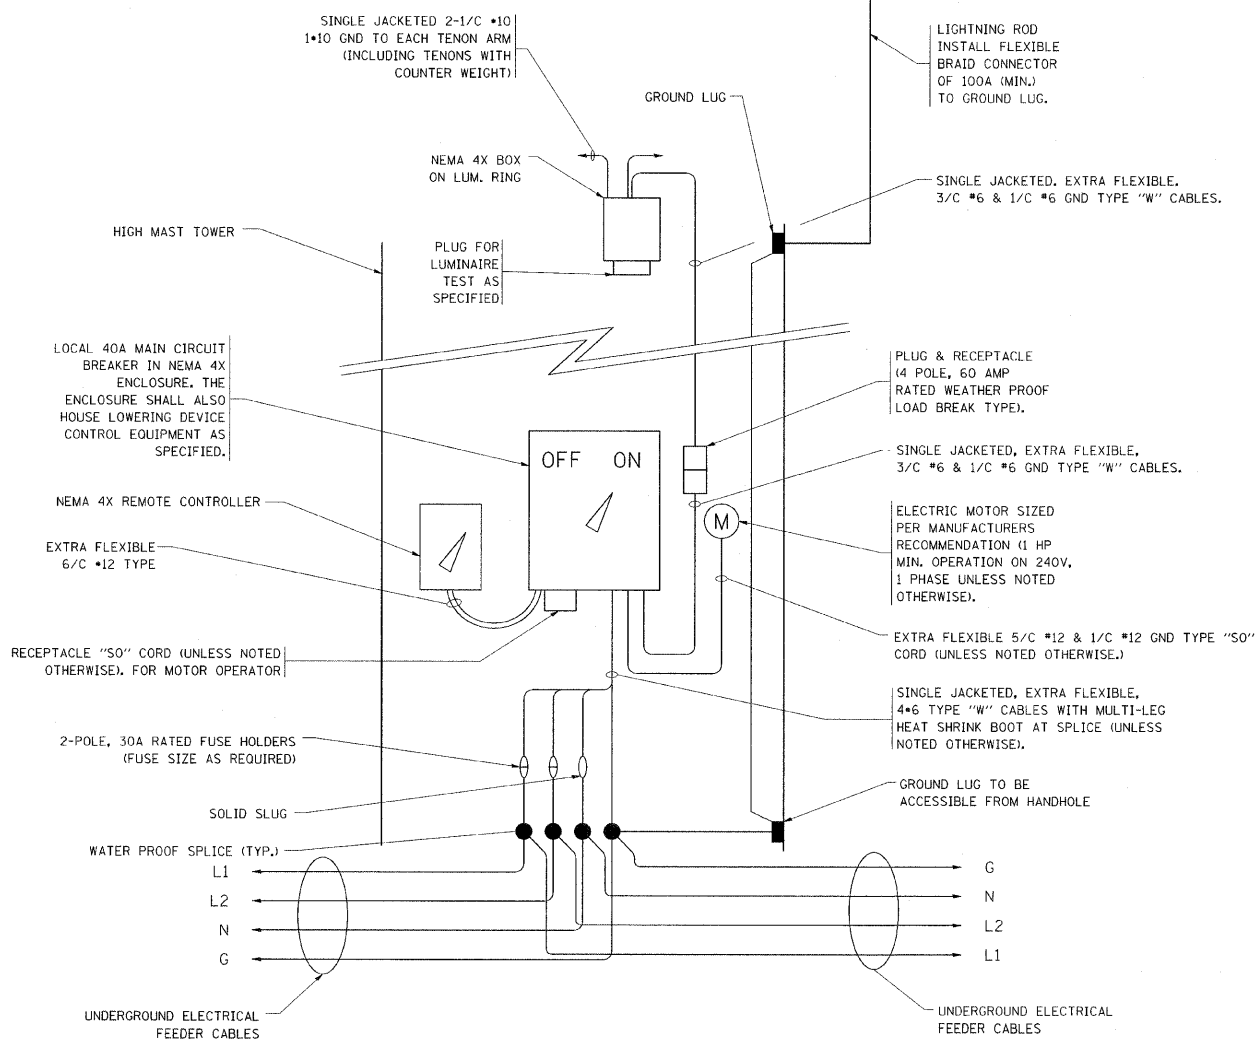 SINGLE JACKETED 2-1/C #10
1#10 GND TO EACH TENON ARM
(INCLUDING TENONS WITH
COUNTER WEIGHT)
LIGHTNING ROD
INSTALL FLEXIBLE
BRAID CONNECTOR
OF 100A (MIN.)
TO GROUND LUG.
GROUND LUG
NEMA 4X BOX
ON LUM. RING
SINGLE JACKETED. EXTRA FLEXIBLE.
3/C #6 & 1/C #6 GND TYPE "W" CABLES.
HIGH MAST TOWER
PLUG FOR
LUMINAIRE
TEST AS
SPECIFIED
LOCAL 40A MAIN CIRCUIT
BREAKER IN NEMA 4X
ENCLOSURE. THE
ENCLOSURE SHALL ALSO
HOUSE LOWERING DEVICE
CONTROL EQUIPMENT AS
SPECIFIED.
PLUG & RECEPTACLE
(4 POLE, 60 AMP
RATED WEATHER PROOF
LOAD BREAK TYPE).
OFF ON
SINGLE JACKETED, EXTRA FLEXIBLE,
3/C #6 & 1/C #6 GND TYPE "W" CABLES.
NEMA 4X REMOTE CONTROLLER
M
ELECTRIC MOTOR SIZED
PER MANUFACTURERS
RECOMMENDATION (1 HP
MIN. OPERATION ON 240V,
1 PHASE UNLESS NOTED
OTHERWISE).
EXTRA FLEXIBLE
6/C #12 TYPE
EXTRA FLEXIBLE 5/C #12 & 1/C #12 GND TYPE "SO"
CORD (UNLESS NOTED OTHERWISE.)
RECEPTACLE "SO" CORD (UNLESS NOTED
OTHERWISE). FOR MOTOR OPERATOR
SINGLE JACKETED, EXTRA FLEXIBLE,
4#6 TYPE "W" CABLES WITH MULTI-LEG
HEAT SHRINK BOOT AT SPLICE (UNLESS
NOTED OTHERWISE).
2-POLE, 30A RATED FUSE HOLDERS
(FUSE SIZE AS REQUIRED)
GROUND LUG TO BE
ACCESSIBLE FROM HANDHOLE
SOLID SLUG
WATER PROOF SPLICE (TYP.)
L1
L2
N
G
G
N
L2
L1
UNDERGROUND ELECTRICAL
FEEDER CABLES
UNDERGROUND ELECTRICAL
FEEDER CABLES